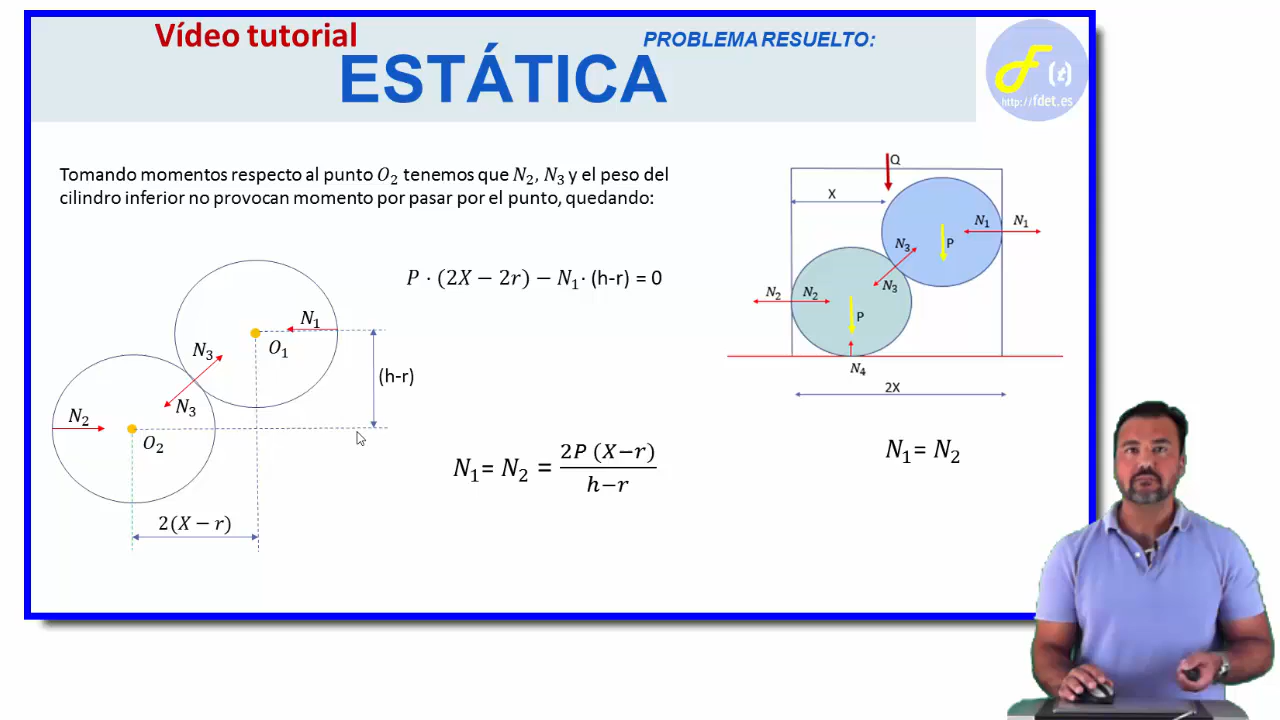 Vídeo tutorial
PROBLEMA RESUELTO:
ESTÁTICA
F (t)
http://fdet.es
Tomando momentos respecto al punto O₂ tenemos que N₂, N₃ y el peso del
cilindro inferior no provocan momento por pasar por el punto, quedando:
P · (2X − 2r) − N₁· (h-r) = 0
N₁
O₁
N₃
(h-r)
N₃
N₂
O₂
2(X − r)
N₁= N₂ = 2P (X−r)
h−r
Q
X
N₁ N₁
P
N₃
N₃
N₂ N₂
P
N₄
2X
N₁= N₂